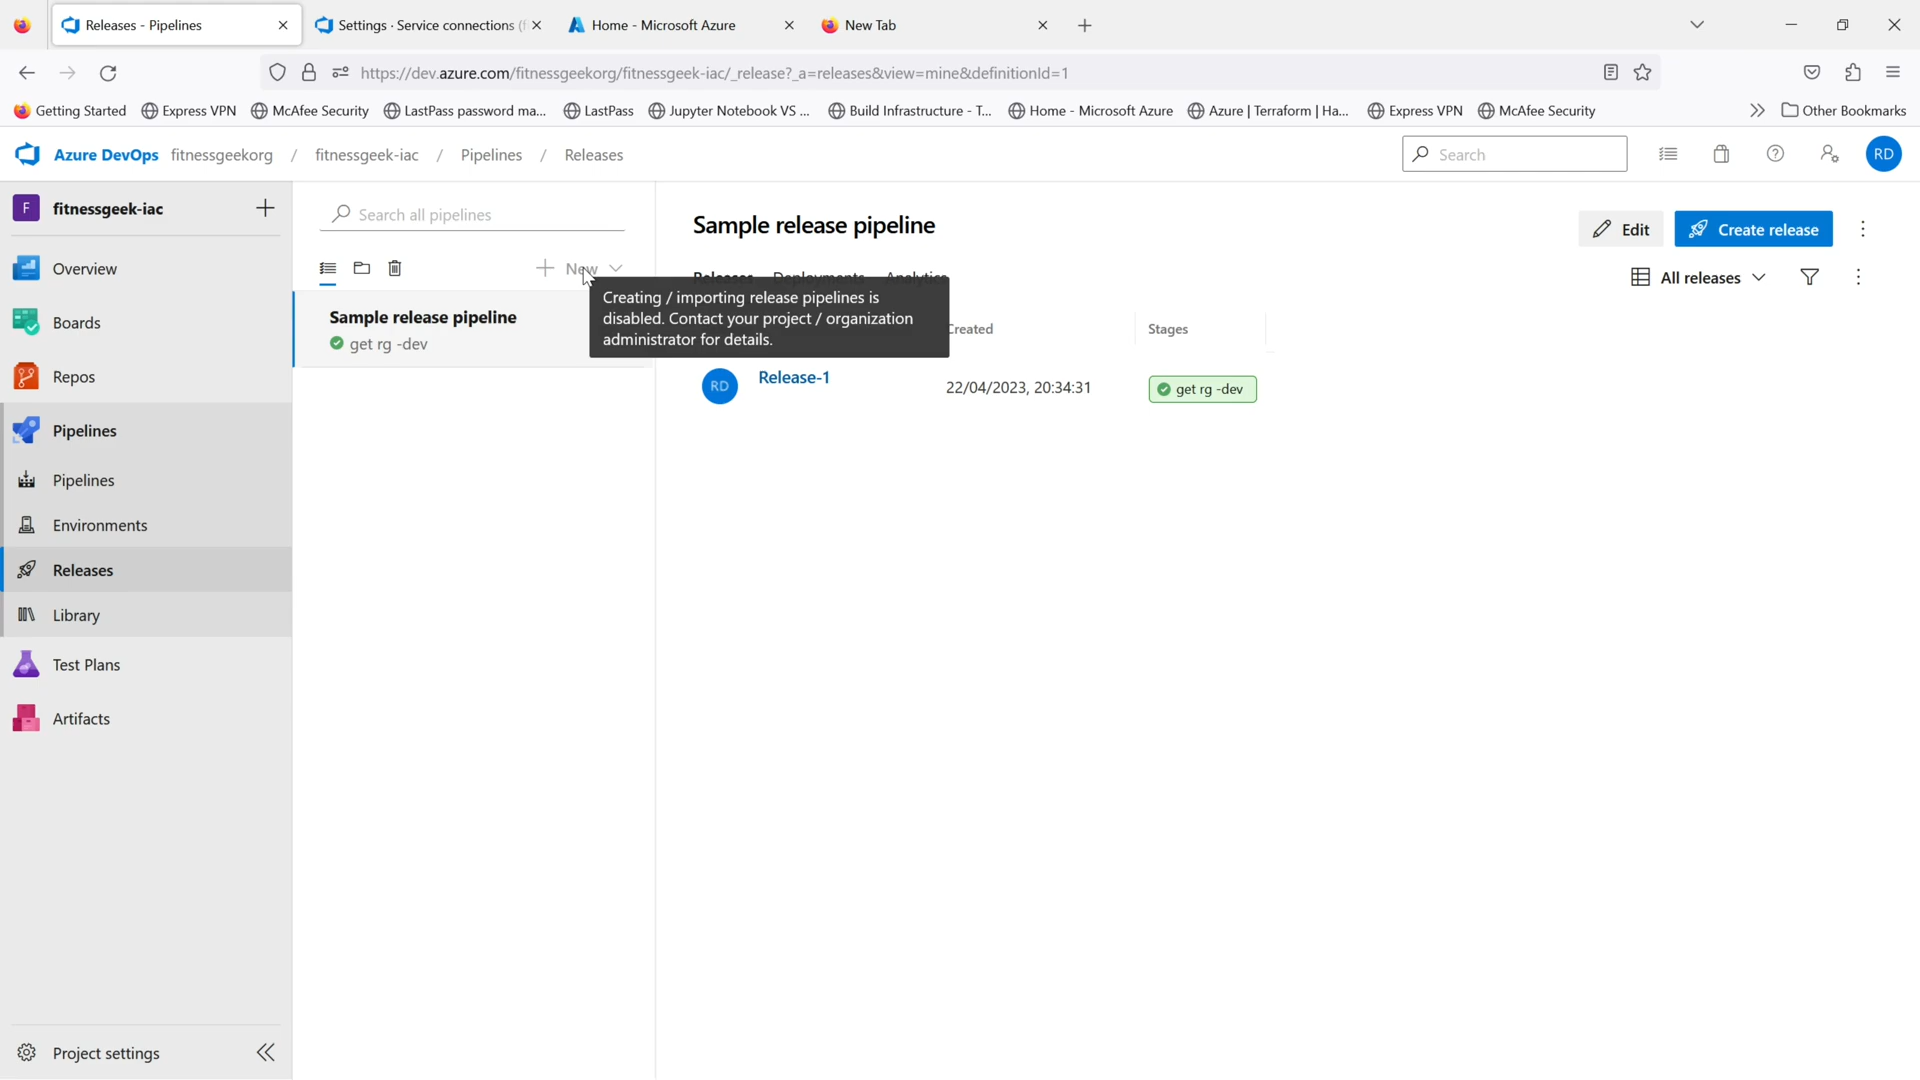 Releases - Pipelines
Settings · Service connections (f
Home - Microsoft Azure
New Tab
https://dev.azure.com/fitnessgeekorg/fitnessgeek-iac/_release?_a=releases&view=mine&definitionId=1
Getting Started
Express VPN
McAfee Security
LastPass password ma...
LastPass
Jupyter Notebook VS ...
Build Infrastructure - T...
Home - Microsoft Azure
Azure | Terraform | Ha...
Express VPN
McAfee Security
Other Bookmarks
Azure DevOps
fitnessgeekorg / fitnessgeek-iac / Pipelines / Releases
Search
RD
F
fitnessgeek-iac
Overview
Boards
Repos
Pipelines
Pipelines
Environments
Releases
Library
Test Plans
Artifacts
Project settings
Search all pipelines
New
Sample release pipeline
get rg -dev
Sample release pipeline
Edit
Create release
Releases Deployments Analytics
All releases
Creating / importing release pipelines is
disabled. Contact your project / organization
administrator for details.
Created
Stages
RD
Release-1
22/04/2023, 20:34:31
get rg -dev